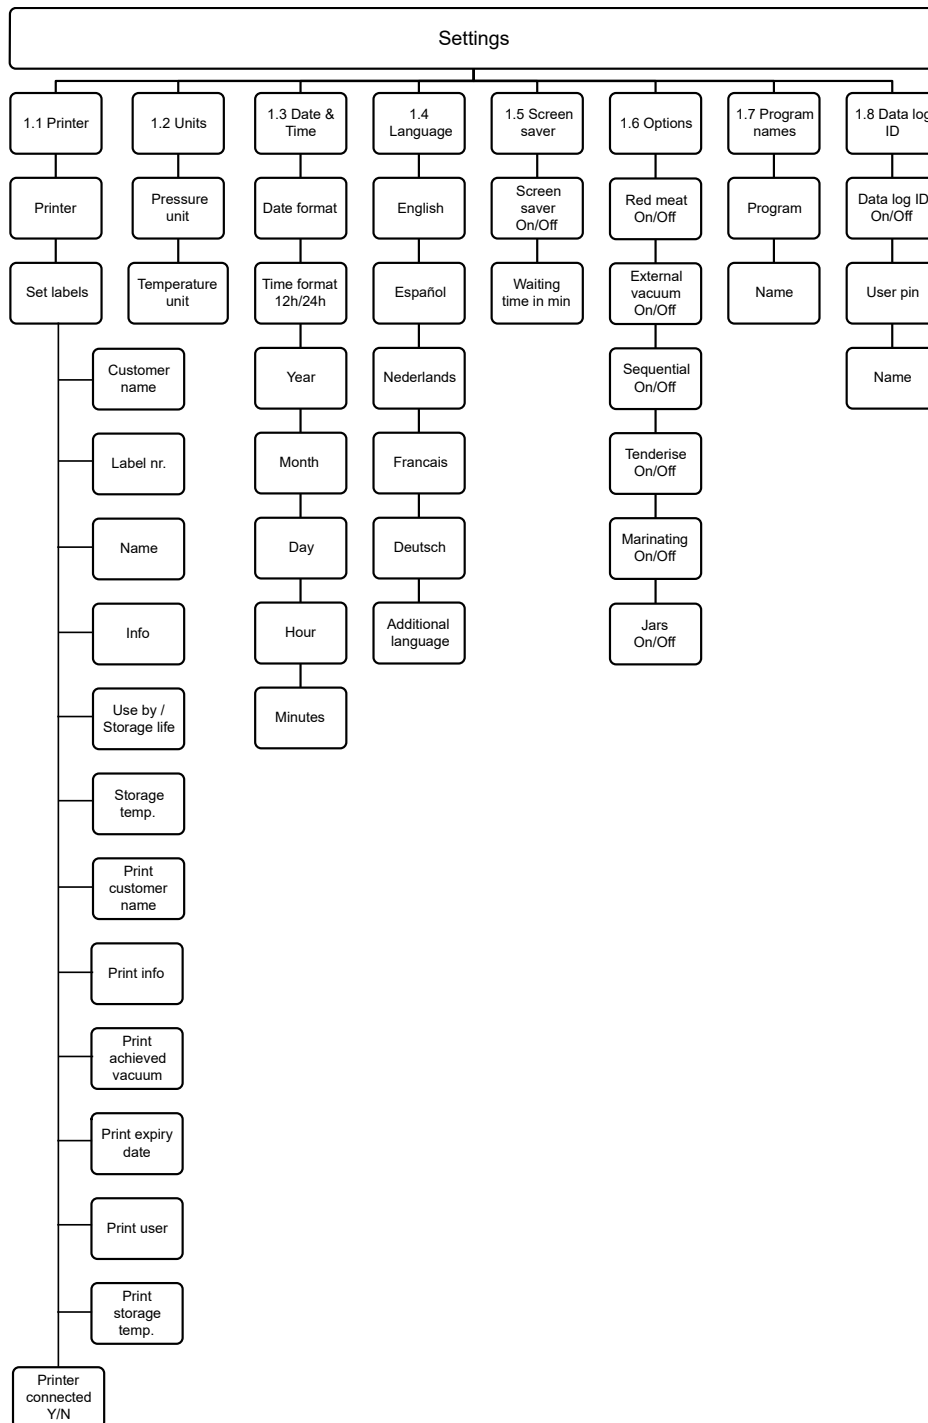 Settings
1.1 Printer
1.2 Units
1.3 Date &
Time
1.4
Language
1.5 Screen
saver
1.6 Options
1.7 Program
names
1.8 Data log
ID
Printer
Pressure
unit
Date format
English
Screen
saver
On/Off
Red meat
On/Off
Program
Data log ID
On/Off
Set labels
Temperature
unit
Time format
12h/24h
Español
Waiting
time in min
External
vacuum
On/Off
Name
User pin
Customer
name
Year
Nederlands
Sequential
On/Off
Name
Label nr.
Month
Francais
Tenderise
On/Off
Name
Day
Deutsch
Marinating
On/Off
Info
Hour
Additional
language
Jars
On/Off
Use by /
Storage life
Minutes
Storage
temp.
Print
customer
name
Print info
Print
achieved
vacuum
Print expiry
date
Print user
Print
storage
temp.
Printer
connected
Y/N